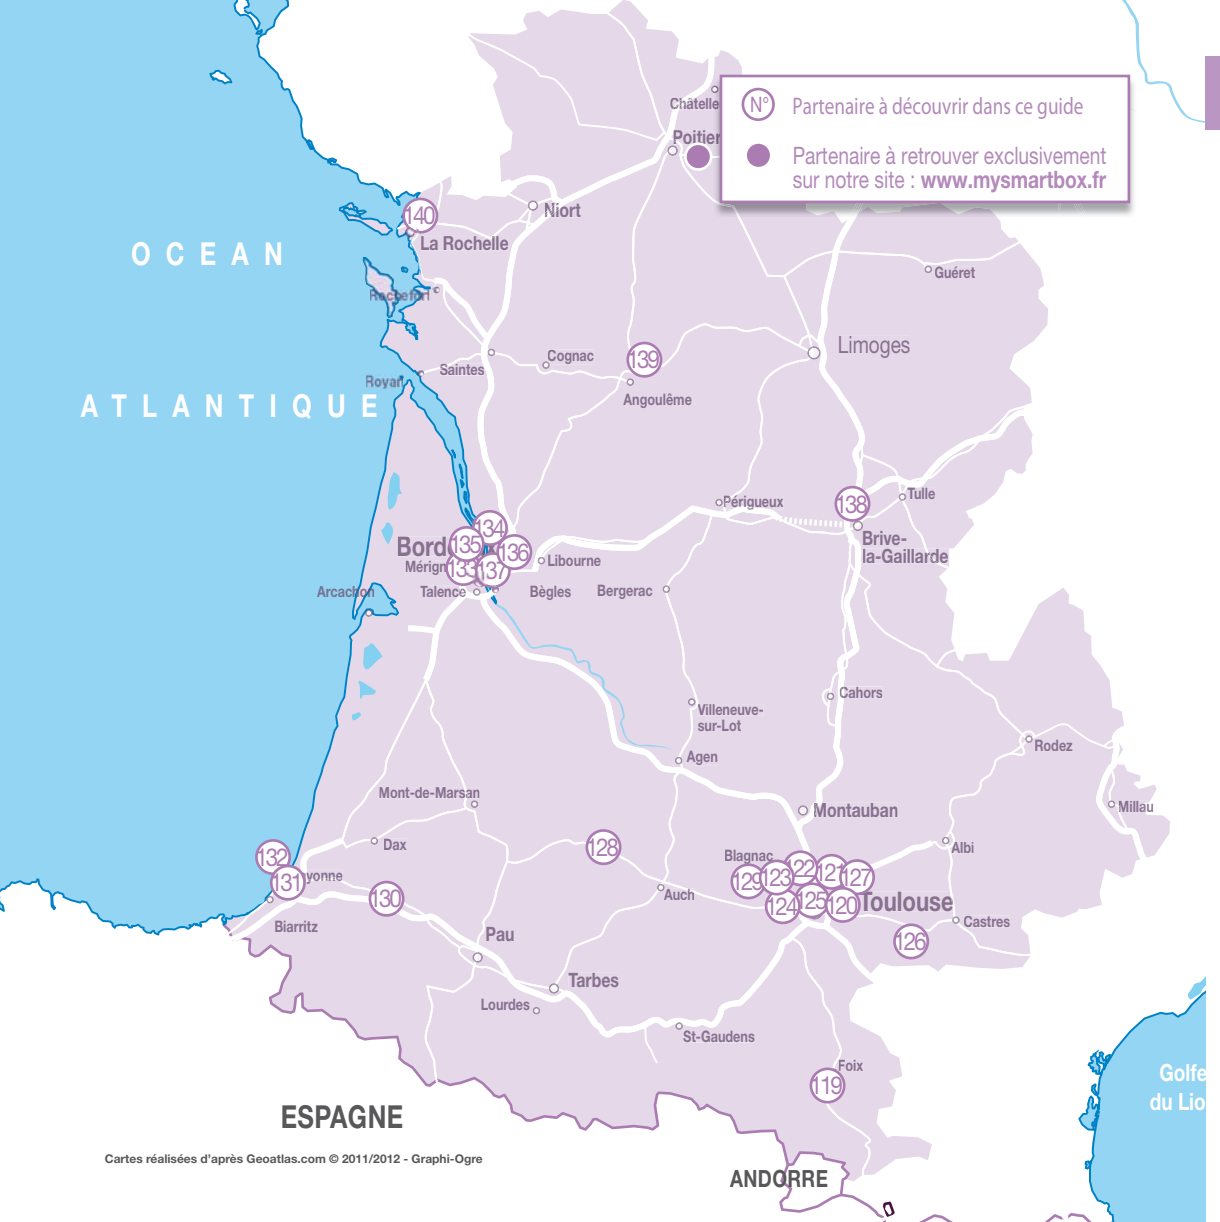 Châtelle
N° Partenaire à découvrir dans ce guide
Poitier
Partenaire à retrouver exclusivement
sur notre site : www.mysmartbox.fr
140
Niort
La Rochelle
OCEAN
Guéret
Rochefort
Limoges
Cognac
139
Saintes
Royan
Angoulême
ATLANTIQUE
Tulle
Périgueux
138
134
Brive-
la-Gaillarde
Bord
135
136
Libourne
Mérign
133
137
Arcachon
Talence
Bègles
Bergerac
Cahors
Villeneuve-
sur-Lot
Rodez
Agen
Mont-de-Marsan
Montauban
Millau
Dax
128
Albi
132
Blagnac
122
121
127
131
yonne
129
123
130
Auch
124
125
120
Toulouse
Biarritz
Castres
Pau
126
Tarbes
Lourdes
St-Gaudens
Foix
119
Golfe
du Lio
ESPAGNE
Cartes réalisées d'après Geoatlas.com © 2011/2012 - Graphi-Ogre
ANDORRE